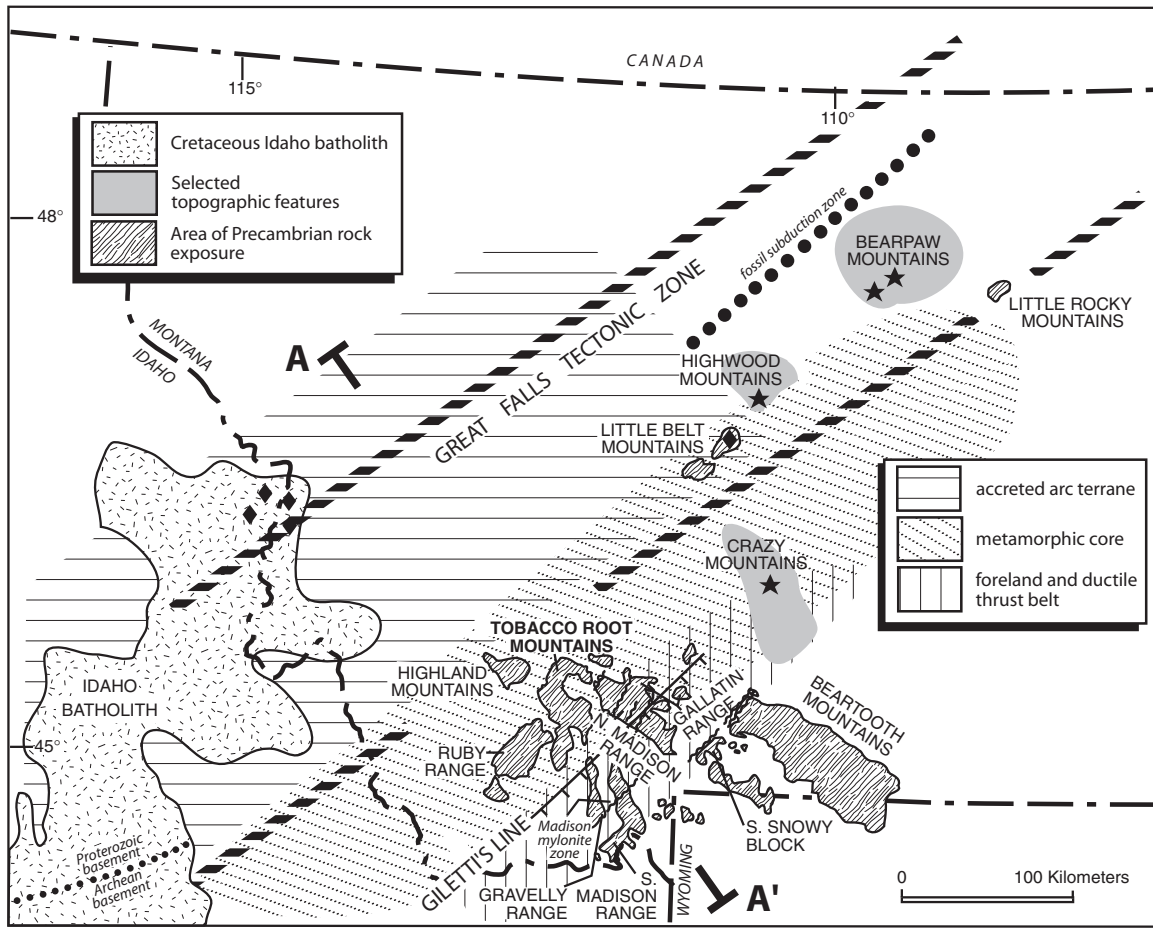 CANADA
115°
110°
Cretaceous Idaho batholith
Selected
topographic features
Area of Precambrian rock
exposure
48°
fossil subduction zone
BEARPAW
MOUNTAINS
LITTLE ROCKY
MOUNTAINS
MONTANA
IDAHO
A
GREAT FALLS TECTONIC ZONE
HIGHWOOD
MOUNTAINS
LITTLE BELT
MOUNTAINS
accreted arc terrane
metamorphic core
foreland and ductile
thrust belt
CRAZY
MOUNTAINS
TOBACCO ROOT
MOUNTAINS
HIGHLAND
MOUNTAINS
IDAHO
BATHOLITH
GALLATIN
RANGE
BEARTOOTH
MOUNTAINS
N. MADISON
RANGE
45°
RUBY
RANGE
S. SNOWY
BLOCK
Madison
mylonite
zone
GILETTI'S LINE
Proterozoic
basement
Archean
basement
GRAVELLY
RANGE
S.
MADISON
RANGE
WYOMING
A'
0
100 Kilometers